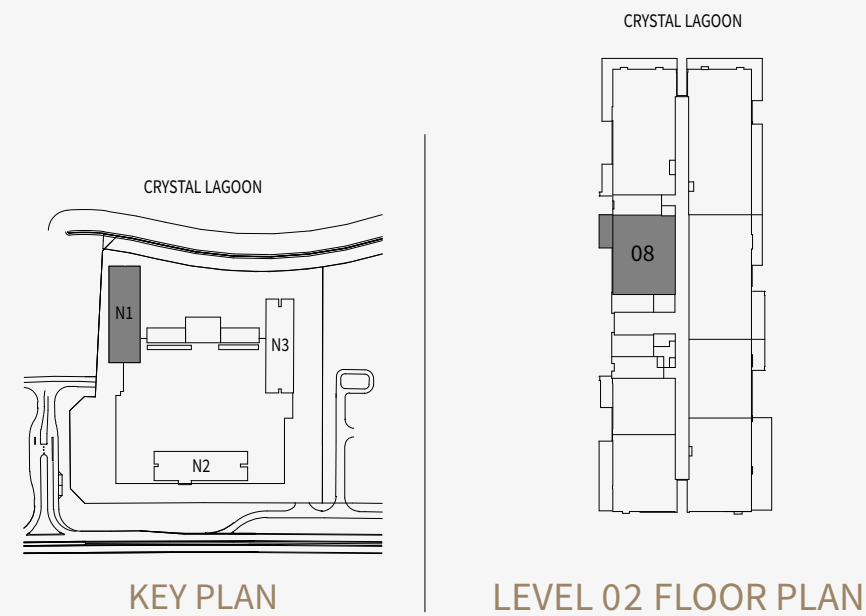 CRYSTAL LAGOON
N1
N3
N2
KEY PLAN
CRYSTAL LAGOON
08
LEVEL 02 FLOOR PLAN